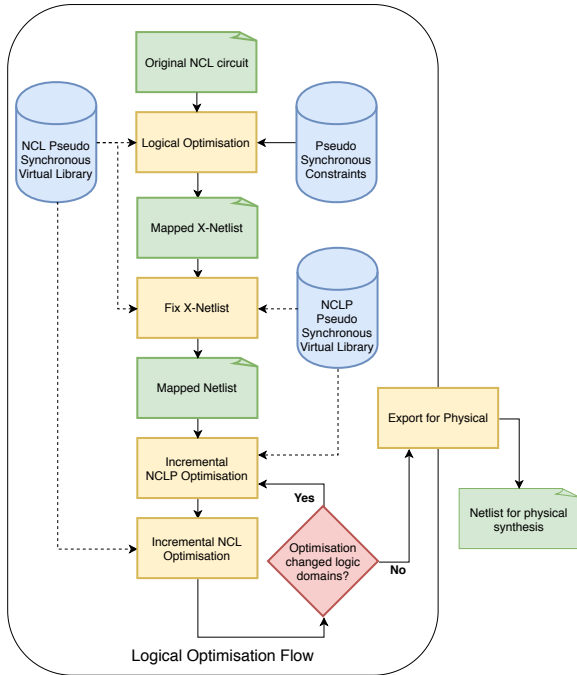 Original NCL circuit
NCL Pseudo
Synchronous
Virtual Library
Logical Optimisation
Pseudo
Synchronous
Constraints
Mapped X-Netlist
Fix X-Netlist
NCLP
Pseudo
Synchronous
Virtual Library
Mapped Netlist
Export for Physical
Incremental
NCLP Optimisation
Yes
Netlist for physical
synthesis
Incremental NCL
Optimisation
Optimisation
changed logic
domains?
No
Logical Optimisation Flow